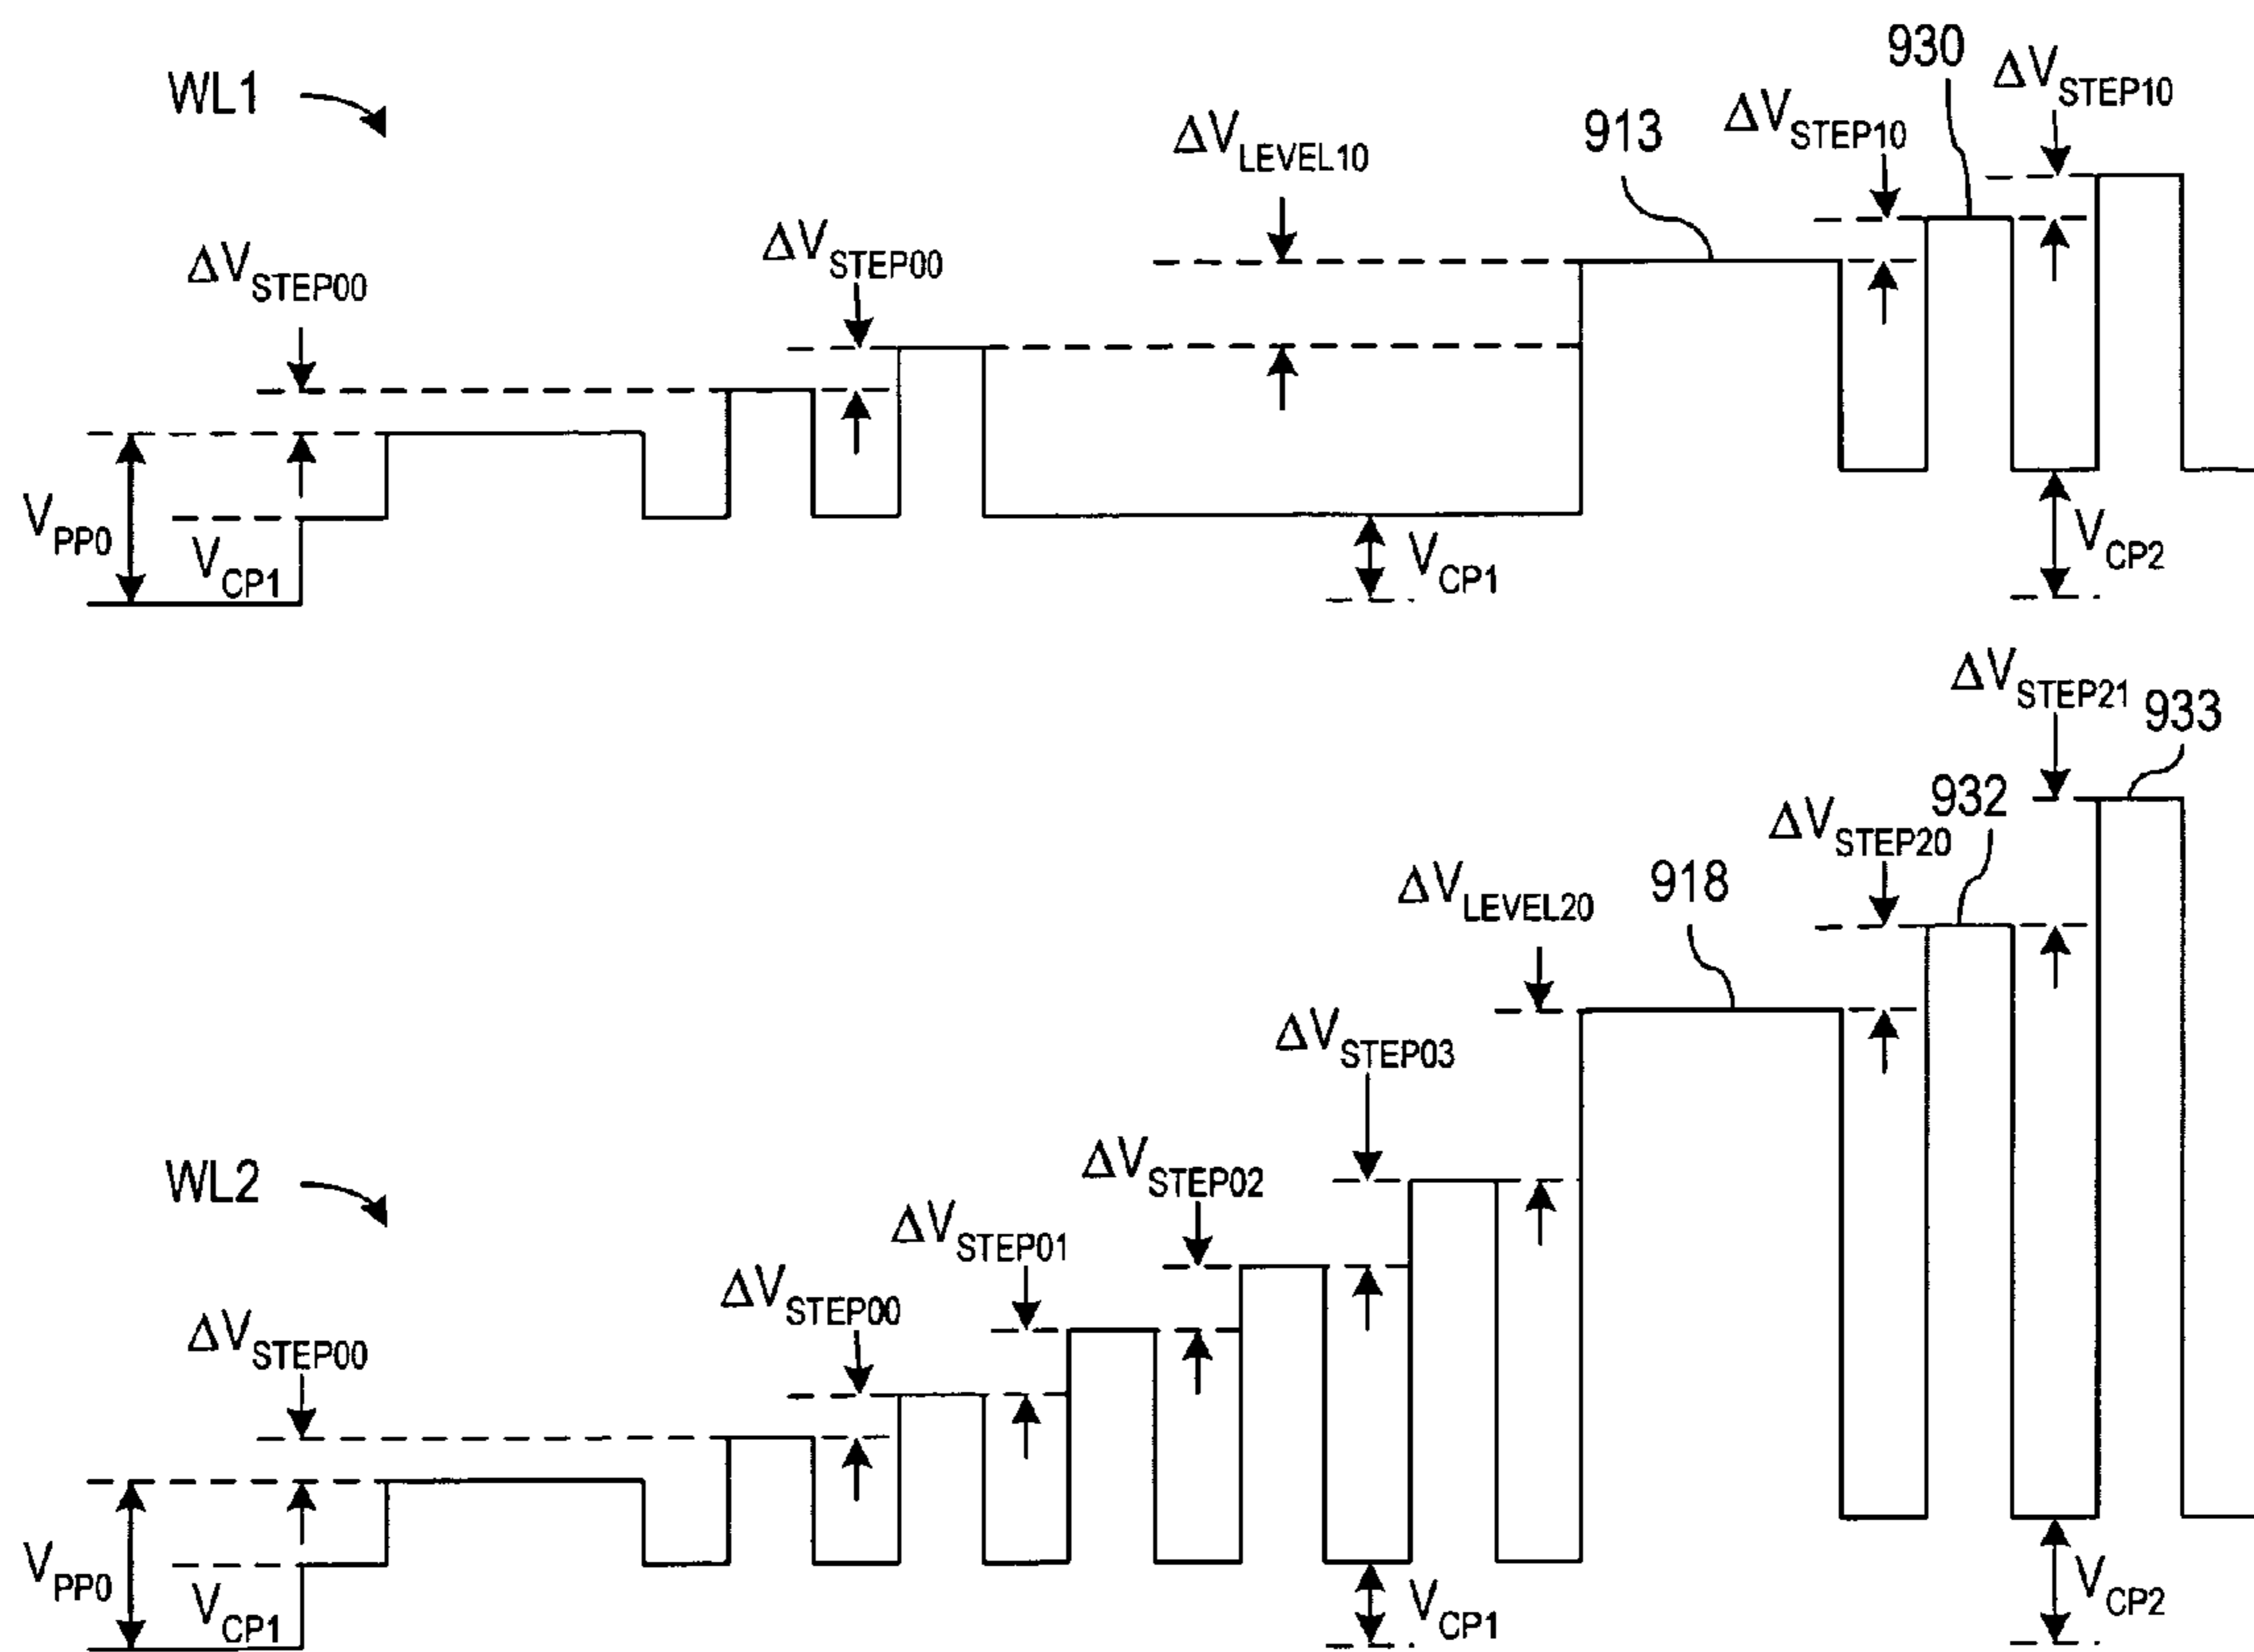 WL1
930
ΔVSTEP10
913
ΔVSTEP10
ΔVLEVEL10
ΔVSTEP00
ΔVSTEP00
VPP0
VCP1
VCP1
VCP2
ΔVSTEP21
933
932
ΔVSTEP20
918
ΔVLEVEL20
ΔVSTEP03
WL2
ΔVSTEP02
ΔVSTEP01
ΔVSTEP00
ΔVSTEP00
VPP0
VCP1
VCP1
VCP2